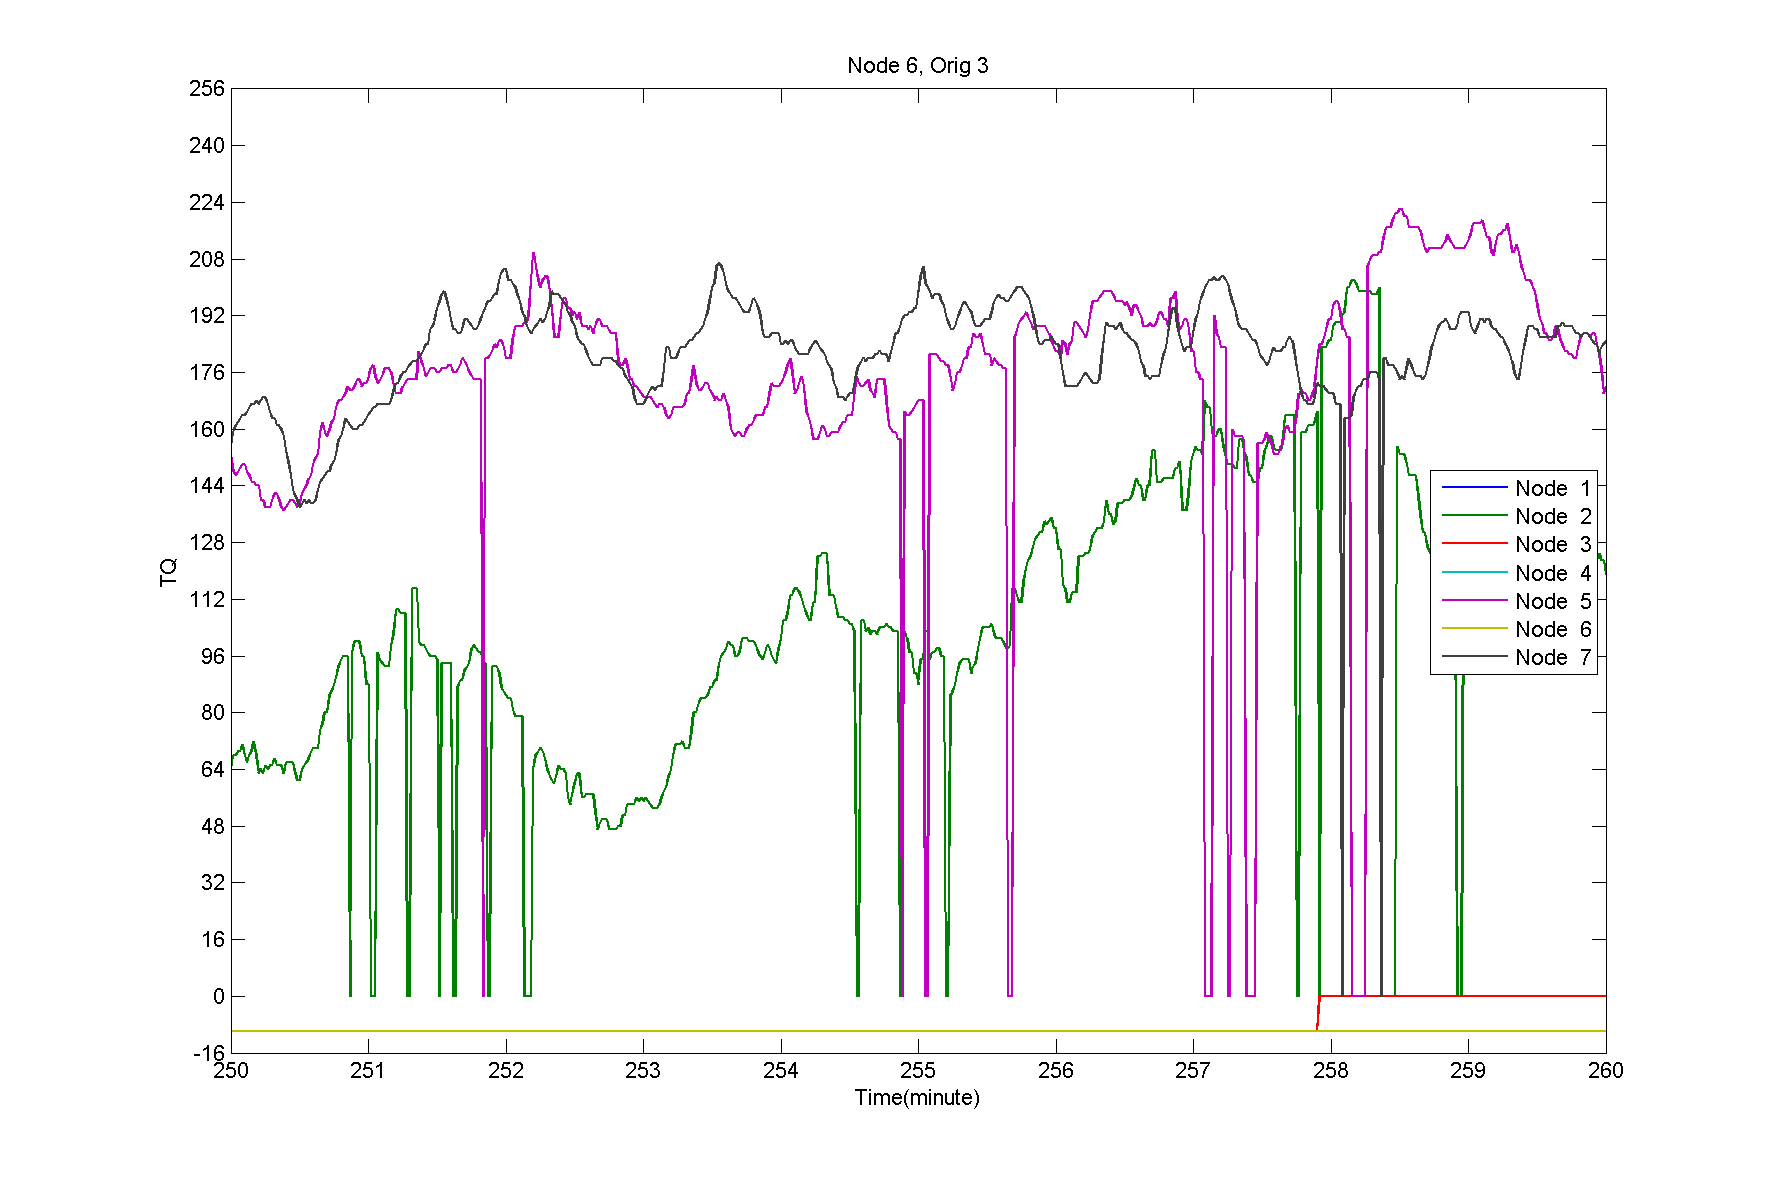 Node 6, Orig 3
256
240
224
208
192
176
160
144
128
112
96
80
64
48
32
16
0
-16
TQ
250 251 252 253 254 255 256 257 258 259 260
Time(minute)
Node 1
Node 2
Node 3
Node 4
Node 5
Node 6
Node 7